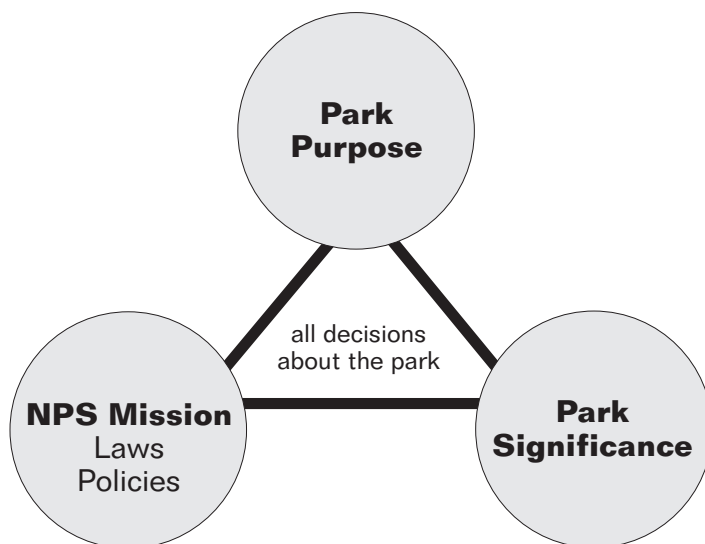 Park
Purpose
all decisions
about the park
NPS Mission
Laws
Policies
Park
Significance